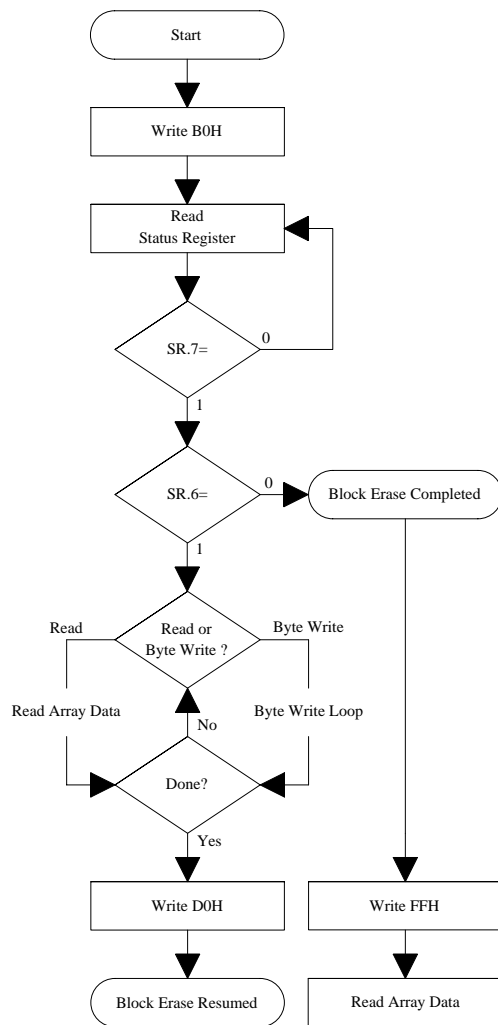 Start
Write B0H
Read
Status Register
SR.7=
0
1
SR.6=
0
Block Erase Completed
1
Read
Read or
Byte Write ?
Byte Write
Read Array Data
No
Byte Write Loop
Done?
Yes
Write D0H
Write FFH
Block Erase Resumed
Read Array Data